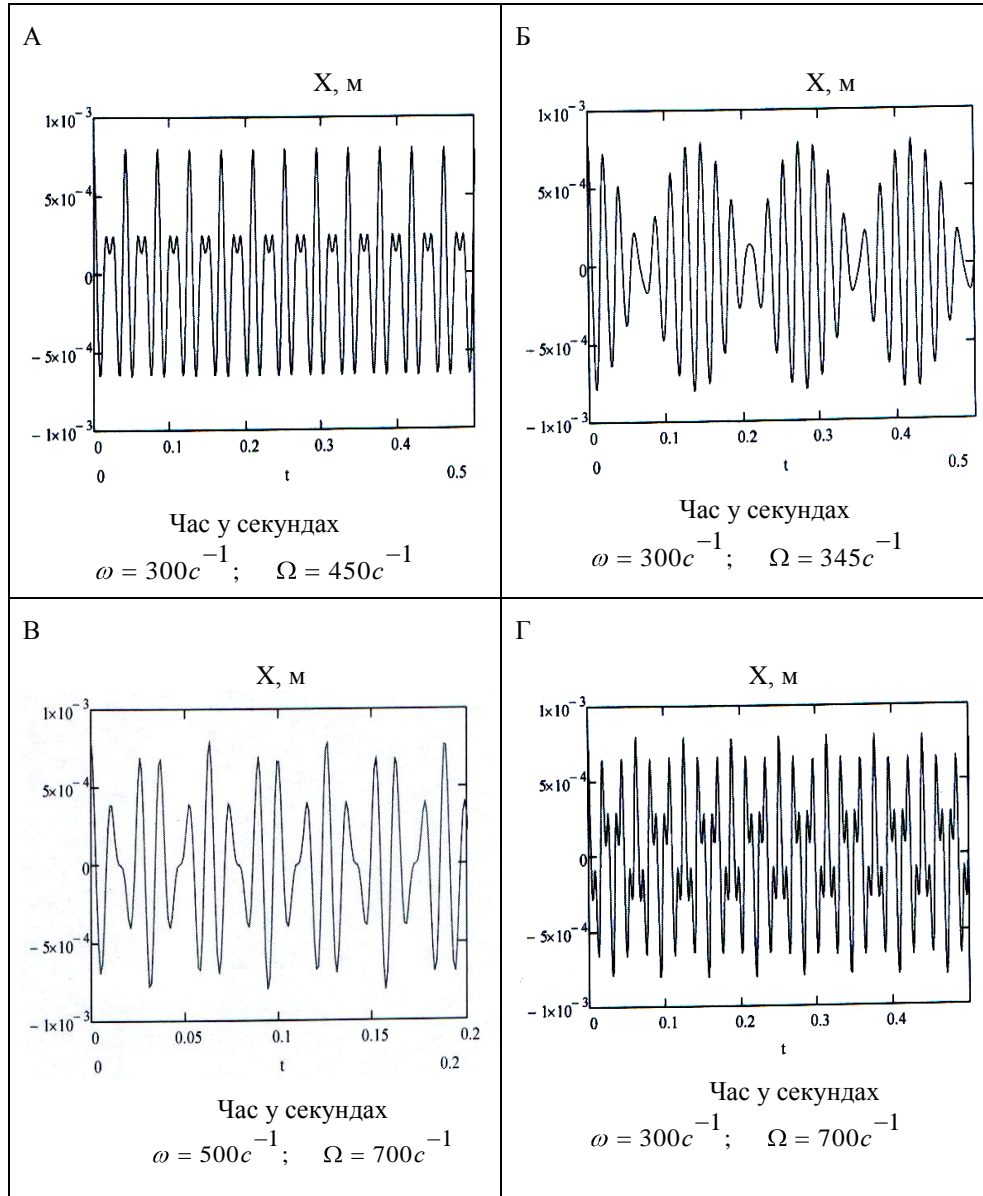 А
Х, м
1×10⁻³
5×10⁻⁴
0
− 5×10⁻⁴
− 1×10⁻³
0 0.1 0.2 0.3 0.4
0 t 0.5
Час у секундах
ω = 300c⁻¹; Ω = 450c⁻¹
Б
Х, м
1×10⁻³
5×10⁻⁴
0
− 5×10⁻⁴
− 1×10⁻³
0 0.1 0.2 0.3 0.4
0 t 0.5
Час у секундах
ω = 300c⁻¹; Ω = 345c⁻¹
В
Х, м
1×10⁻³
5×10⁻⁴
0
− 5×10⁻⁴
− 1×10⁻³
0 0.05 0.1 0.15 0.2
0 t 0.2
Час у секундах
ω = 500c⁻¹; Ω = 700c⁻¹
Г
Х, м
1×10⁻³
5×10⁻⁴
0
− 5×10⁻⁴
− 1×10⁻³
0 0.1 0.2 0.3 0.4
t
Час у секундах
ω = 300c⁻¹; Ω = 700c⁻¹